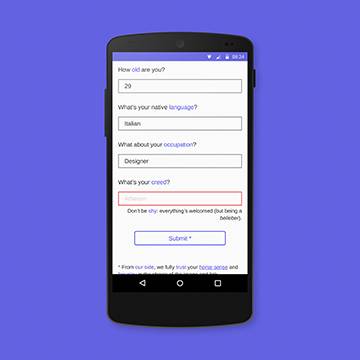 08:24
How old are you?
29
What's your native language?
Italian
What about your occupation?
Designer
What's your creed?
Atheism
Don't be shy: everything's welcomed (but being a
belieber).
Submit *
* From our side, we fully trust your horse sense and